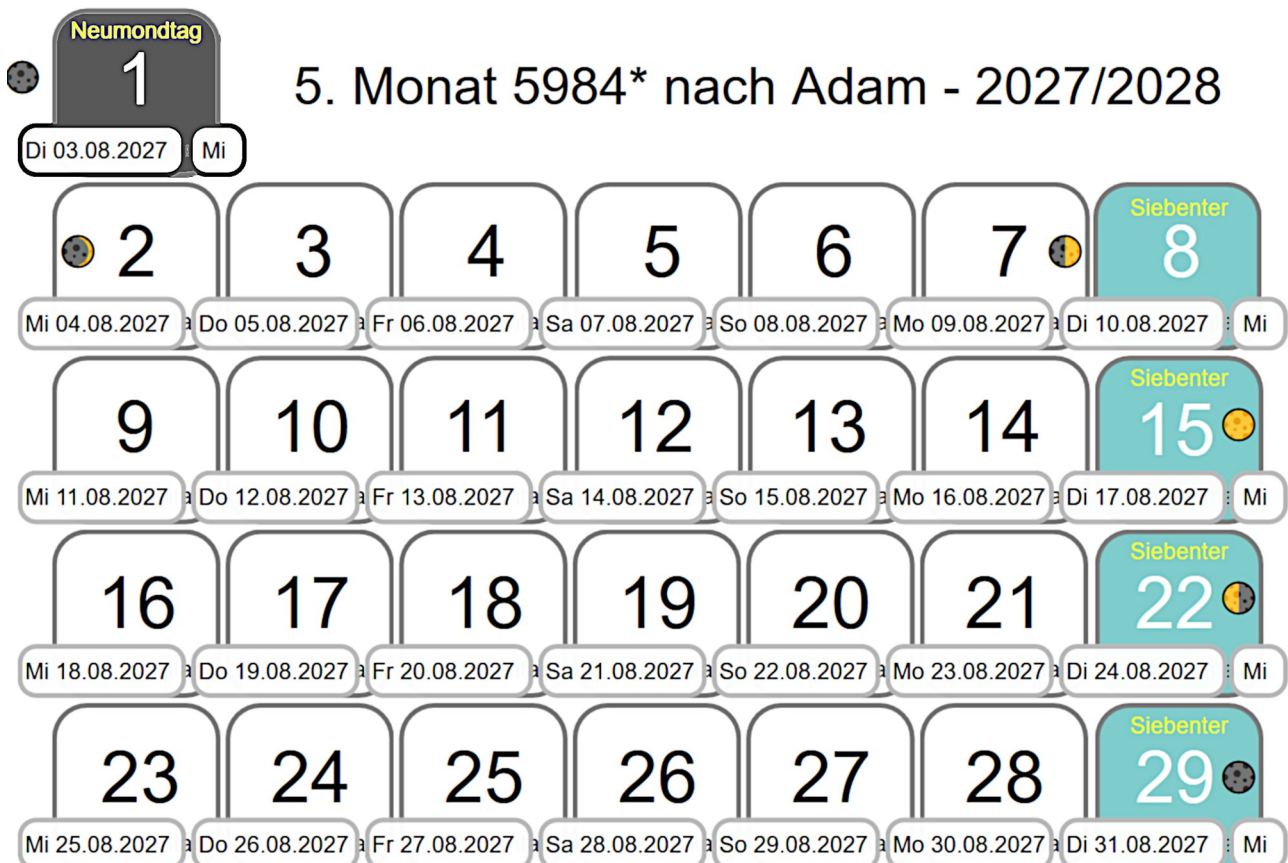 Neumondtag
1
5. Monat 5984* nach Adam - 2027/2028
Di 03.08.2027 Mi
Siebenter
2 3 4 5 6 7 8
Mi 04.08.2027 Do 05.08.2027 Fr 06.08.2027 Sa 07.08.2027 So 08.08.2027 Mo 09.08.2027 Di 10.08.2027 Mi
Siebenter
9 10 11 12 13 14 15
Mi 11.08.2027 Do 12.08.2027 Fr 13.08.2027 Sa 14.08.2027 So 15.08.2027 Mo 16.08.2027 Di 17.08.2027 Mi
Siebenter
16 17 18 19 20 21 22
Mi 18.08.2027 Do 19.08.2027 Fr 20.08.2027 Sa 21.08.2027 So 22.08.2027 Mo 23.08.2027 Di 24.08.2027 Mi
Siebenter
23 24 25 26 27 28 29
Mi 25.08.2027 Do 26.08.2027 Fr 27.08.2027 Sa 28.08.2027 So 29.08.2027 Mo 30.08.2027 Di 31.08.2027 Mi